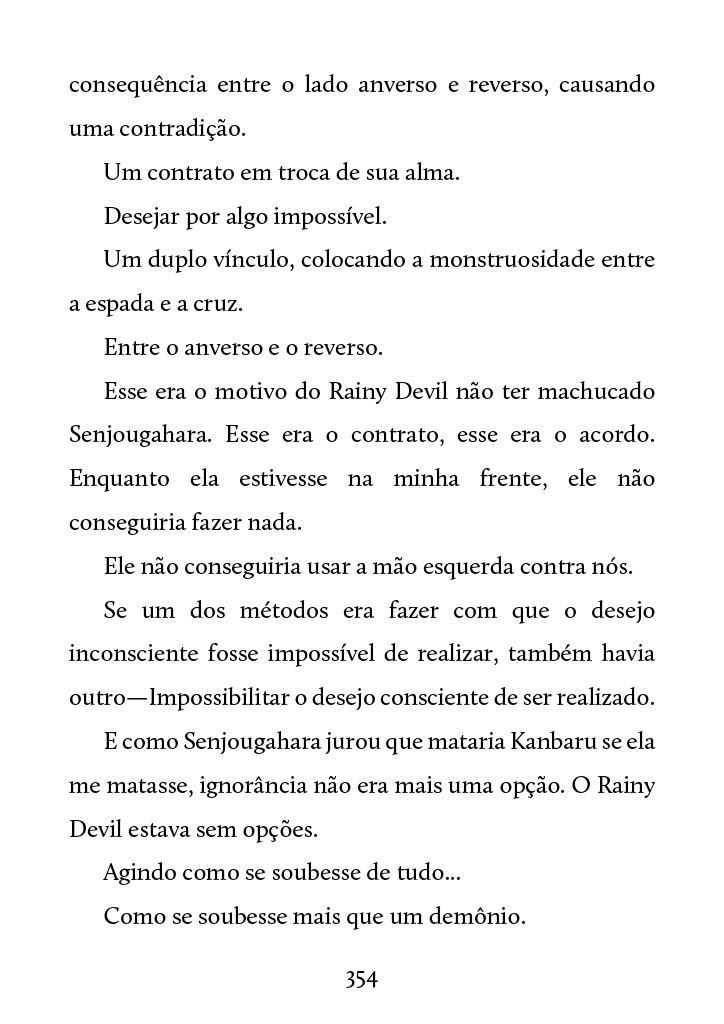 consequência entre o lado anverso e reverso, causando
uma contradição.
Um contrato em troca de sua alma.
Desejar por algo impossível.
Um duplo vínculo, colocando a monstruosidade entre
a espada e a cruz.
Entre o anverso e o reverso.
Esse era o motivo do Rainy Devil não ter machucado
Senjougahara. Esse era o contrato, esse era o acordo.
Enquanto ela estivesse na minha frente, ele não
conseguiria fazer nada.
Ele não conseguiria usar a mão esquerda contra nós.
Se um dos métodos era fazer com que o desejo
inconsciente fosse impossível de realizar, também havia
outro—Impossibilitar o desejo consciente de ser realizado.
E como Senjougahara jurou que mataria Kanbaru se ela
me matasse, ignorância não era mais uma opção. O Rainy
Devil estava sem opções.
Agindo como se soubesse de tudo...
Como se soubesse mais que um demônio.
354